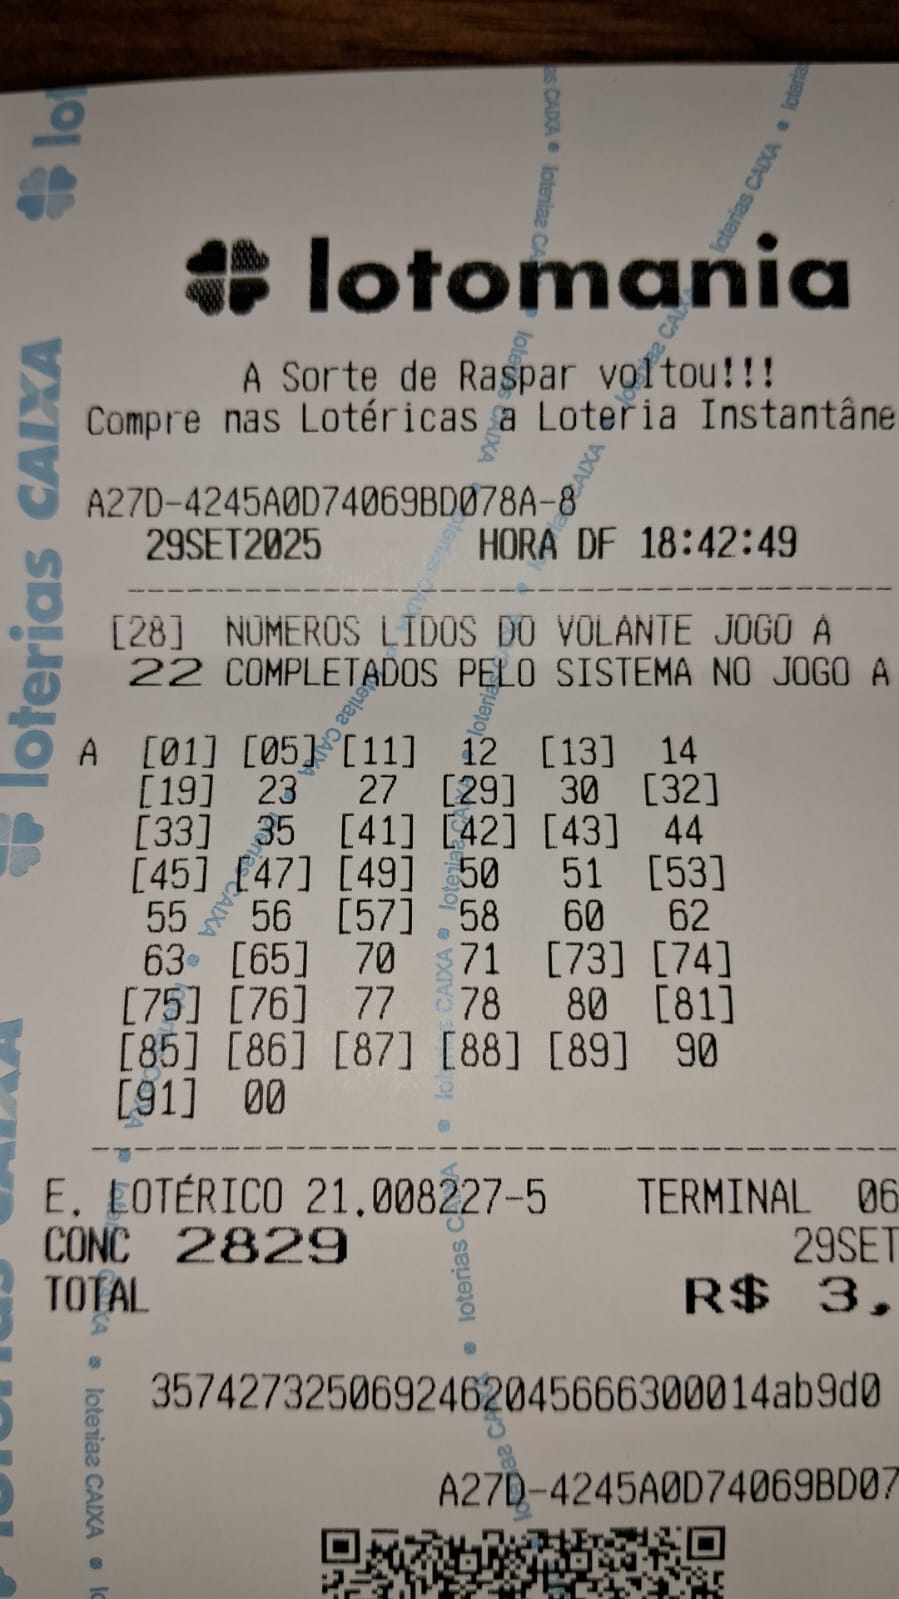 lotomania
A Sorte de Raspar voltou!!!
Compre nas Lotéricas a Loteria Instantâne
A27D-4245A0D74069BD078A-8
29SET2025 HORA DF 18:42:49
[28] NUMEROS LIDOS DO VOLANTE JOGO A
22 COMPLETADOS PELO SISTEMA NO JOGO A
A [01] [05] [11] 12 [13] 14
[19] 23 27 [29] 30 [32]
[33] 35 [41] [42] [43] 44
[45] [47] [49] 50 51 [53]
55 56 [57] 58 60 62
63 [65] 70 71 [73] [74]
[75] [76] 77 78 80 [81]
[85] [86] [87] [88] [89] 90
[91] 00
E. LOTÉRICO 21.008227-5 TERMINAL 06
CONC 2829 29SET
TOTAL R$ 3,
357427325069246204566630001 4ab9d0
A27D-4245A0D74069BD07
loterias CAIXA